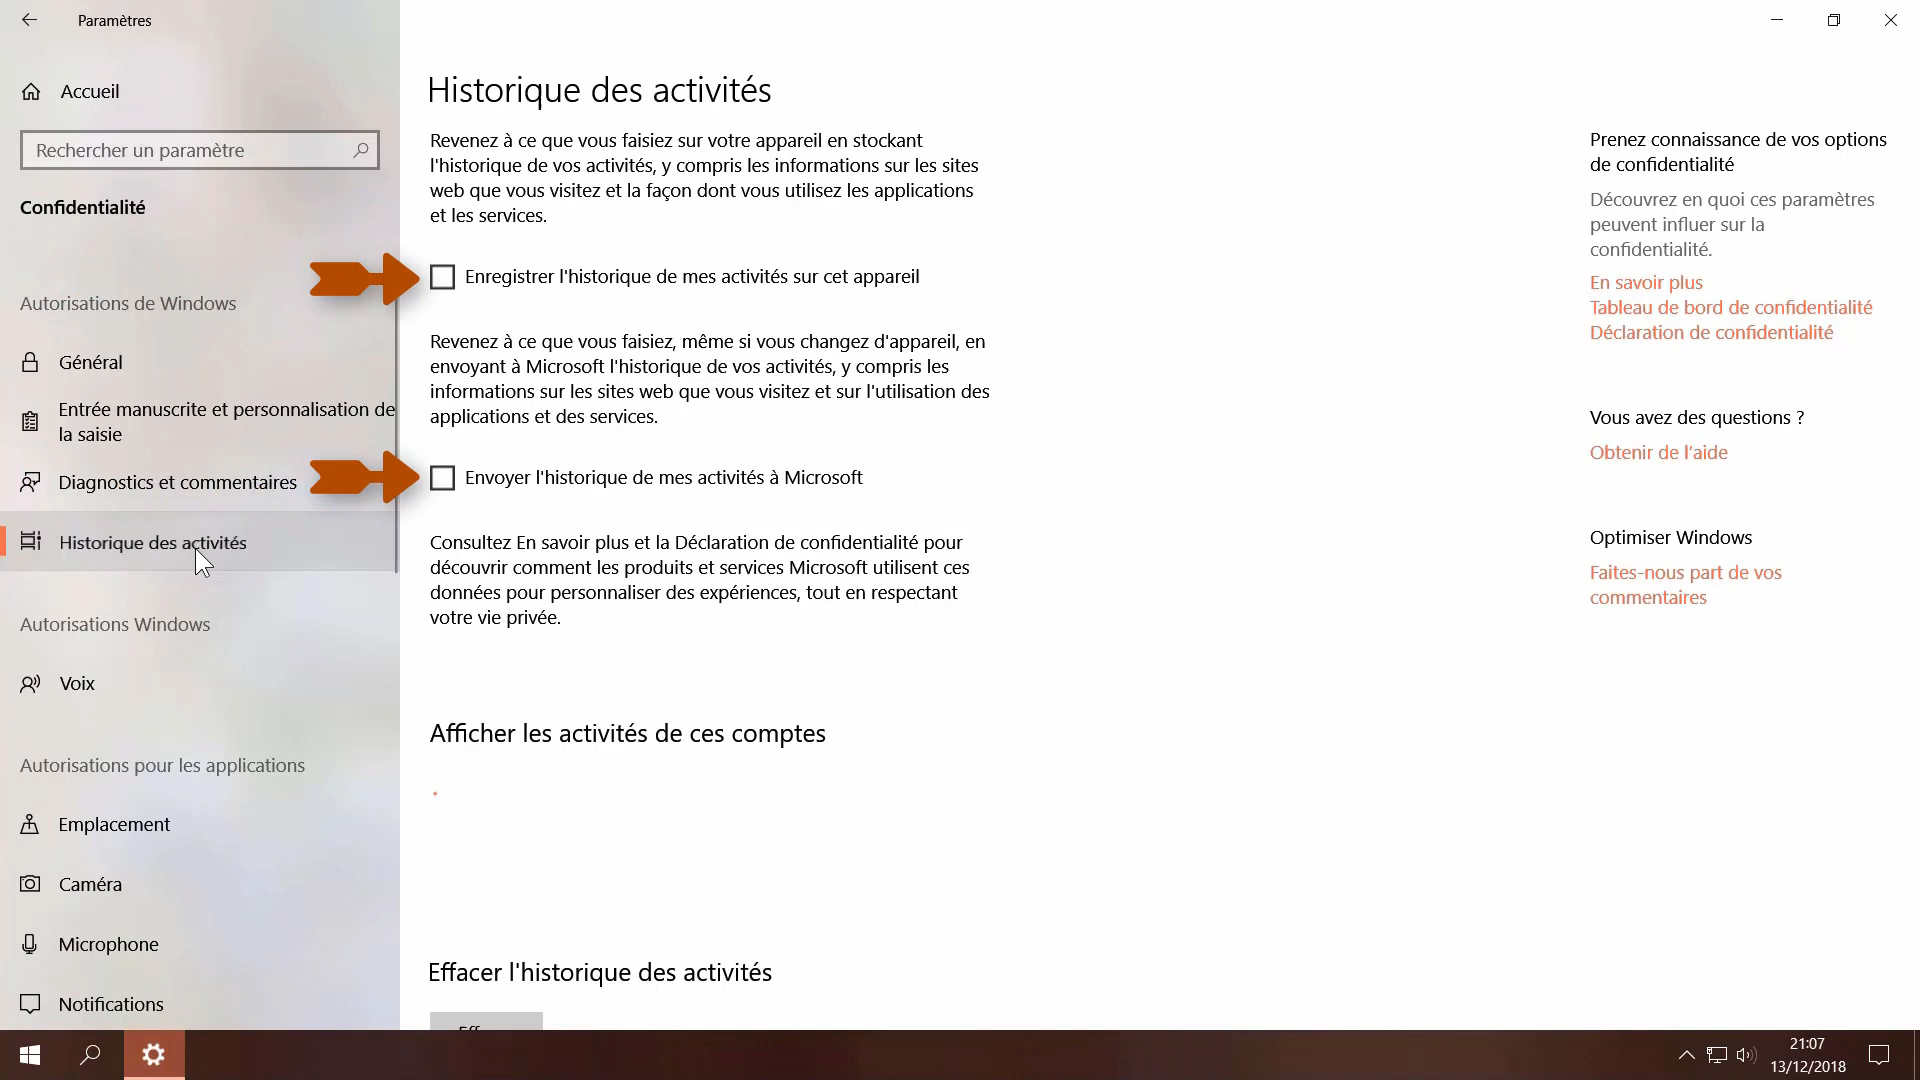 Paramètres
Accueil
Rechercher un paramètre
Confidentialité
Autorisations de Windows
Général
Entrée manuscrite et personnalisation de
la saisie
Diagnostics et commentaires
Historique des activités
Autorisations Windows
Voix
Autorisations pour les applications
Emplacement
Caméra
Microphone
Notifications
Historique des activités
Revenez à ce que vous faisiez sur votre appareil en stockant
l'historique de vos activités, y compris les informations sur les sites
web que vous visitez et la façon dont vous utilisez les applications
et les services.
Enregistrer l'historique de mes activités sur cet appareil
Revenez à ce que vous faisiez, même si vous changez d'appareil, en
envoyant à Microsoft l'historique de vos activités, y compris les
informations sur les sites web que vous visitez et sur l'utilisation des
applications et des services.
Envoyer l'historique de mes activités à Microsoft
Consultez En savoir plus et la Déclaration de confidentialité pour
découvrir comment les produits et services Microsoft utilisent ces
données pour personnaliser des expériences, tout en respectant
votre vie privée.
Afficher les activités de ces comptes
Effacer l'historique des activités
Prenez connaissance de vos options
de confidentialité
Découvrez en quoi ces paramètres
peuvent influer sur la
confidentialité.
En savoir plus
Tableau de bord de confidentialité
Déclaration de confidentialité
Vous avez des questions ?
Obtenir de l'aide
Optimiser Windows
Faites-nous part de vos
commentaires
21:07
13/12/2018